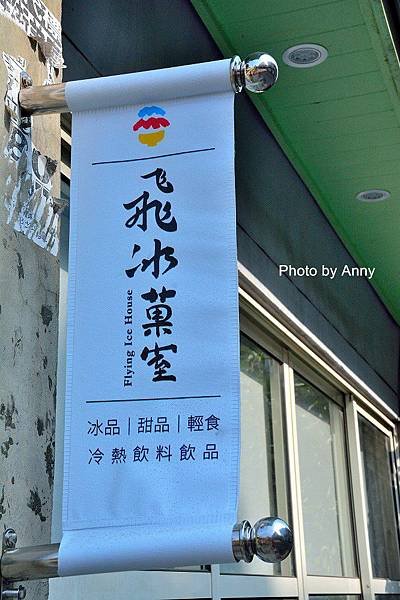 飞飛冰菓室
Flying Ice House
冰品｜甜品｜輕食
冷熱飲料飲品
Photo by Anny